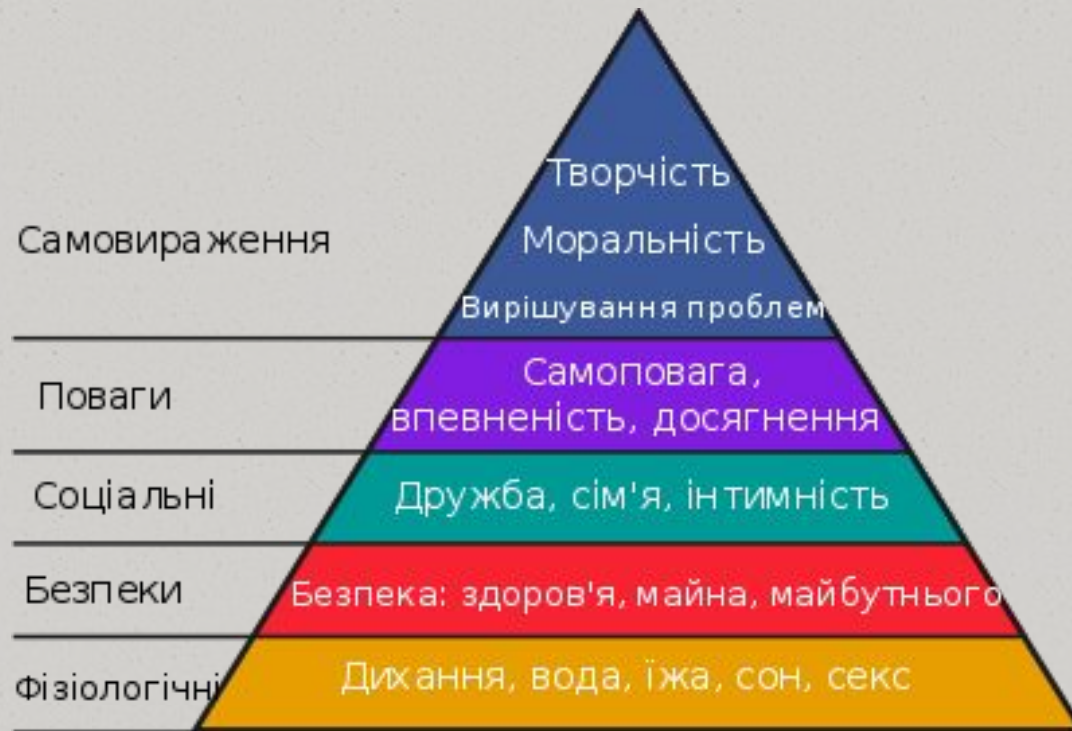 Творчість
Самовираження
Моральність
Вирішування проблем
Поваги
Самоповага,
впевненість, досягнення
Соціальні
Дружба, сім'я, інтимність
Безпеки
Безпека: здоров'я, майна, майбутнього
Фізіологічні
Дихання, вода, їжа, сон, секс